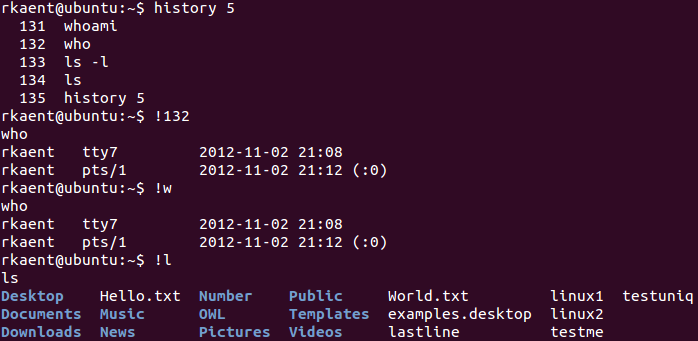 rkaent@ubuntu:~$ history 5
  131  whoami
  132  who
  133  ls -l
  134  ls
  135  history 5
rkaent@ubuntu:~$ !132
who
rkaent   tty7         2012-11-02 21:08
rkaent   pts/1        2012-11-02 21:12 (:0)
rkaent@ubuntu:~$ !w
who
rkaent   tty7         2012-11-02 21:08
rkaent   pts/1        2012-11-02 21:12 (:0)
rkaent@ubuntu:~$ !l
ls
Desktop    Hello.txt  Number    Public     World.txt         linux1  testuniq
Documents  Music      OWL       Templates  examples.desktop  linux2
Downloads  News       Pictures  Videos     lastline          testme